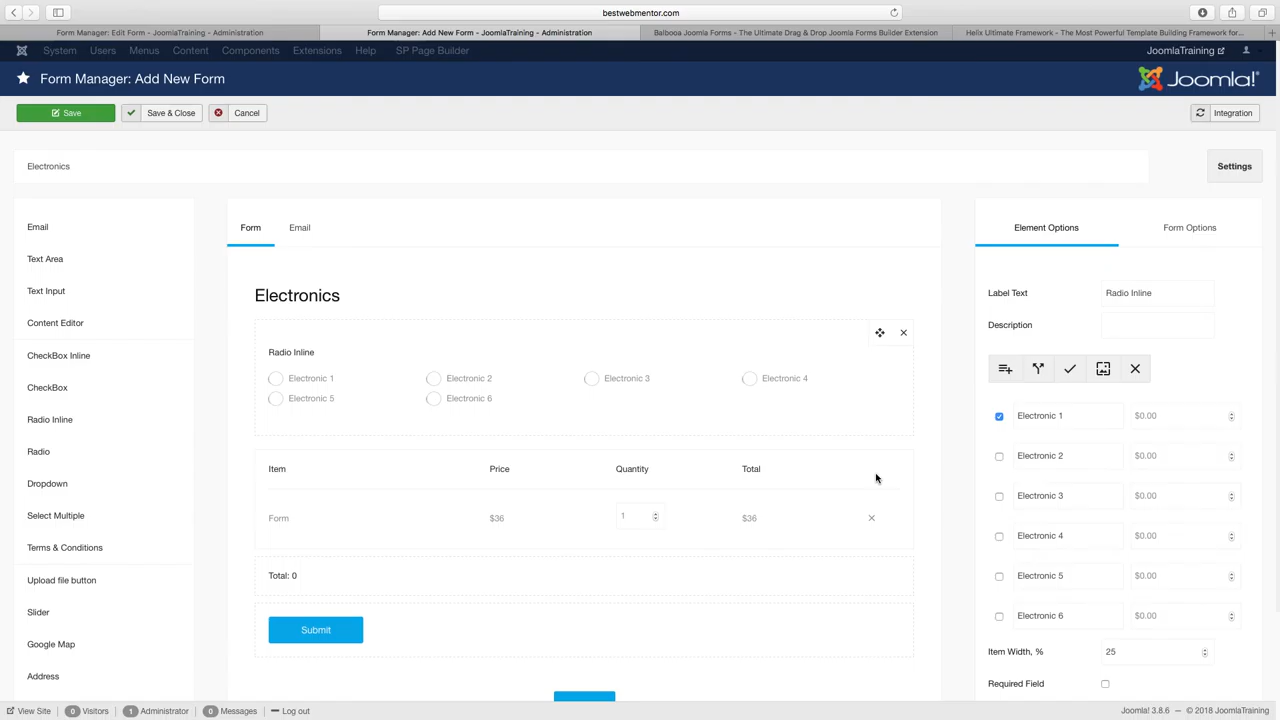 bestwebmentor.com
Form Manager: Edit Form - JoomlaTraining - Administration
Form Manager: Add New Form - JoomlaTraining - Administration
Balbooa Joomla Forms - The Ultimate Drag & Drop Joomla Forms Builder Extension
Helix Ultimate Framework - The Most Powerful Template Building Framework for...
System Users Menus Content Components Extensions Help SP Page Builder JoomlaTraining
Form Manager: Add New Form
Joomla!
Save Save & Close Cancel Integration
Electronics Settings
Email
Text Area
Text Input
Content Editor
CheckBox Inline
CheckBox
Radio Inline
Radio
Dropdown
Select Multiple
Terms & Conditions
Upload file button
Slider
Google Map
Address
Form Email
Electronics
Radio Inline
Electronic 1 Electronic 2 Electronic 3 Electronic 4
Electronic 5 Electronic 6
Item Price Quantity Total
Form $36 1 $36
Total: 0
Submit
Element Options Form Options
Label Text Radio Inline
Description
Electronic 1 $0.00
Electronic 2 $0.00
Electronic 3 $0.00
Electronic 4 $0.00
Electronic 5 $0.00
Electronic 6 $0.00
Item Width, % 25
Required Field
View Site 0 Visitors 1 Administrator 0 Messages Log out
Joomla! 3.8.6 — © 2018 JoomlaTraining